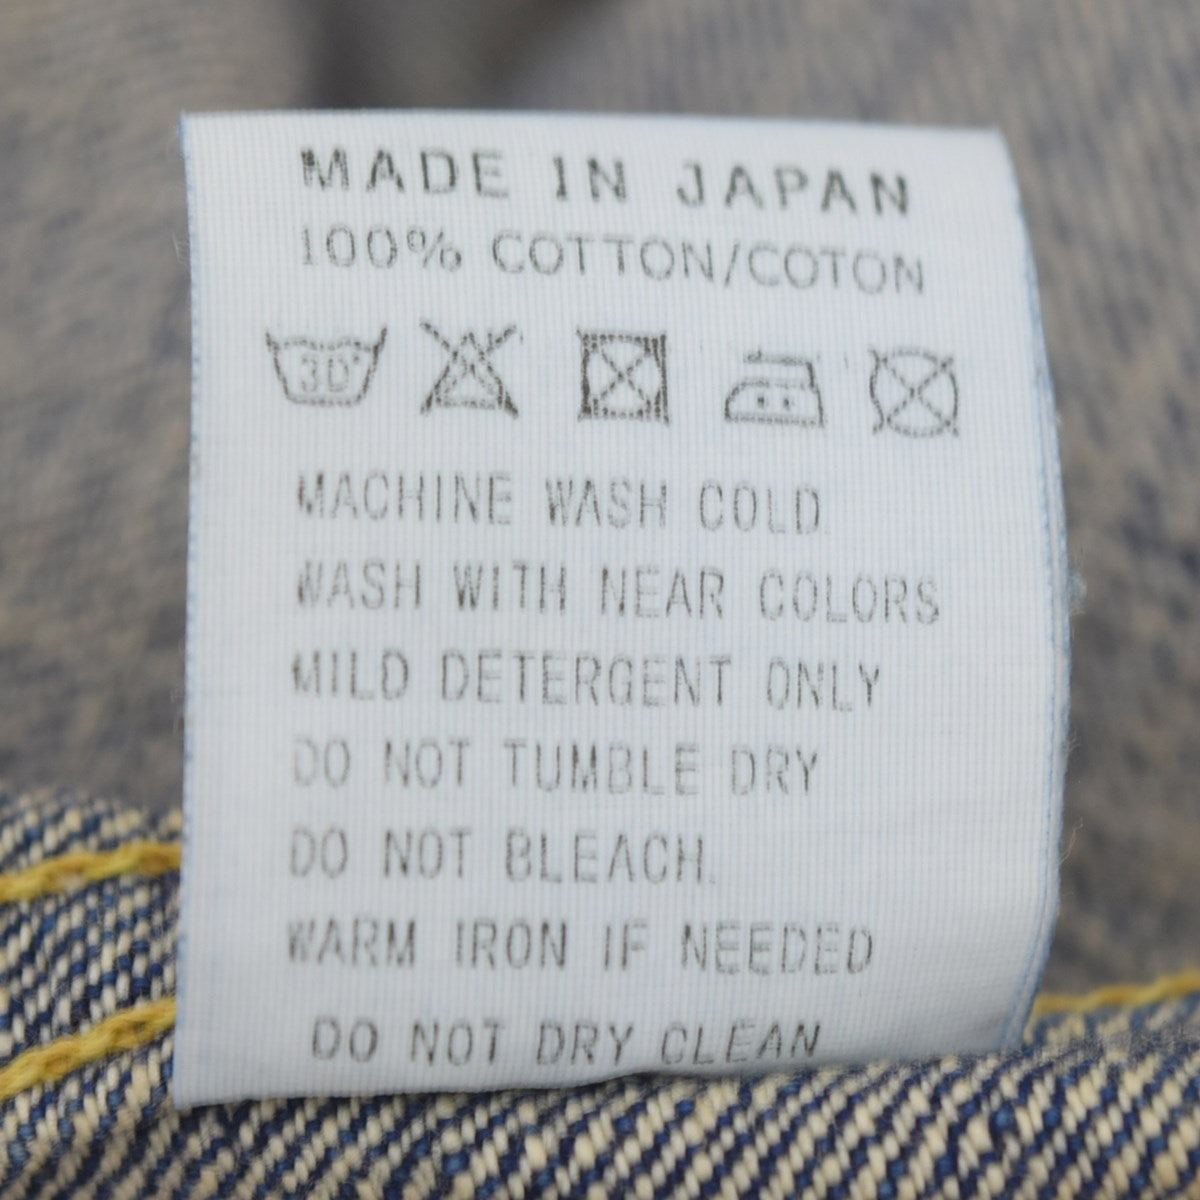 MADE IN JAPAN
100% COTTON/COTON
30°
MACHINE WASH COLD
WASH WITH NEAR COLORS
MILD DETERGENT ONLY
DO NOT TUMBLE DRY
DO NOT BLEACH.
WARM IRON IF NEEDED
DO NOT DRY CLEAN